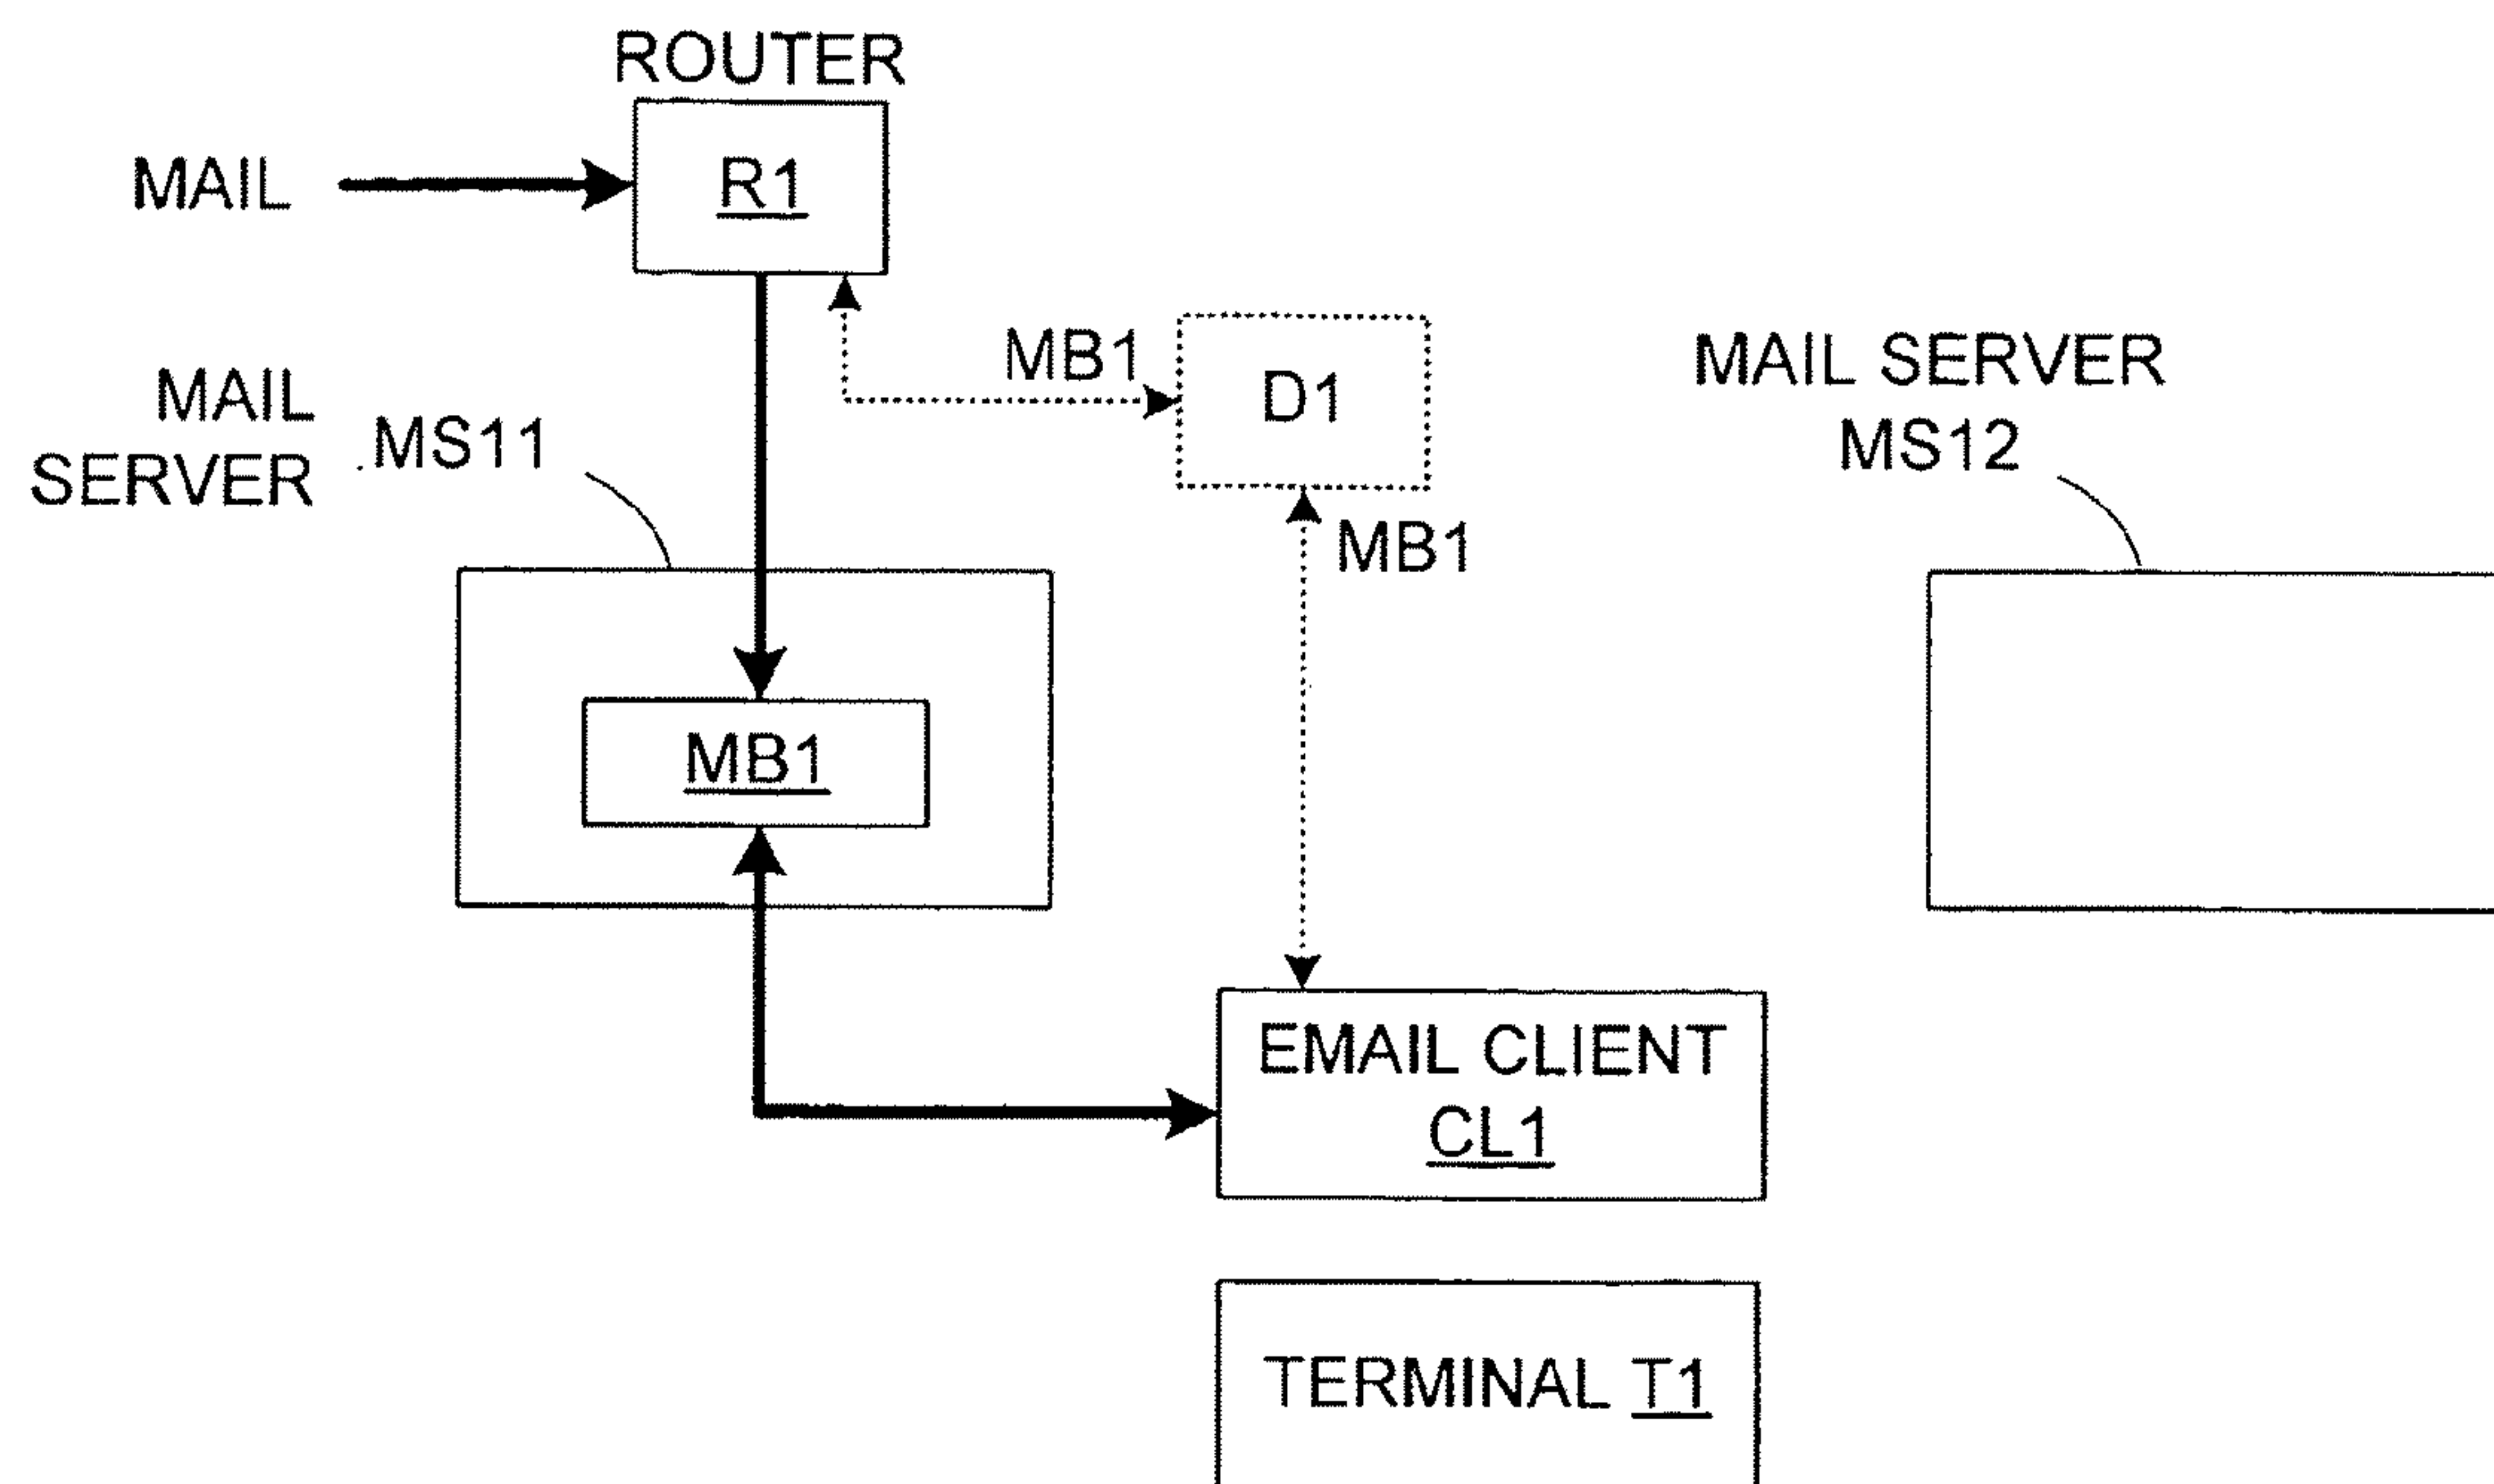 ROUTER
MAIL
R1
MB1
D1
MAIL SERVER
MS12
MAIL
SERVER
MS11
MB1
MB1
EMAIL CLIENT
CL1
TERMINAL T1